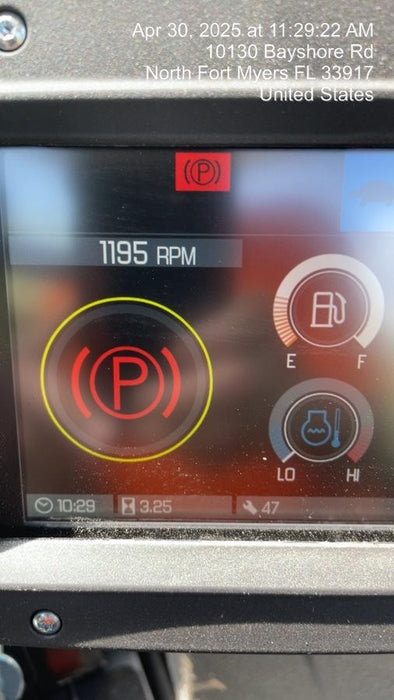 Apr 30, 2025 at 11:29:22 AM
10130 Bayshore Rd
North Fort Myers FL 33917
United States
P
1195 RPM
P
E F
LO HI
10:29 3.25 47